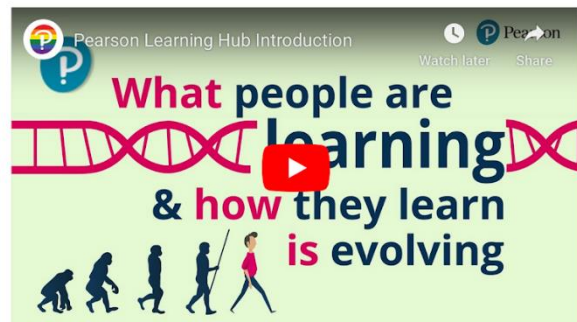 Pearson Learning Hub Introduction
Pearson
Watch later
Share
What people are
learning
& how they learn
is evolving